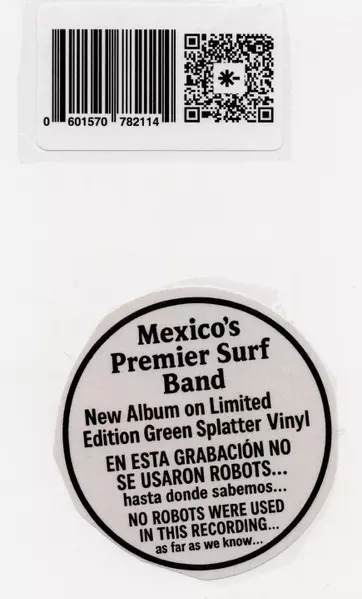 0 601570 782114
Mexico's
Premier Surf
Band
New Album on Limited
Edition Green Splatter Vinyl
EN ESTA GRABACIÓN NO
SE USARON ROBOTS...
hasta donde sabemos...
NO ROBOTS WERE USED
IN THIS RECORDING...
as far as we know...